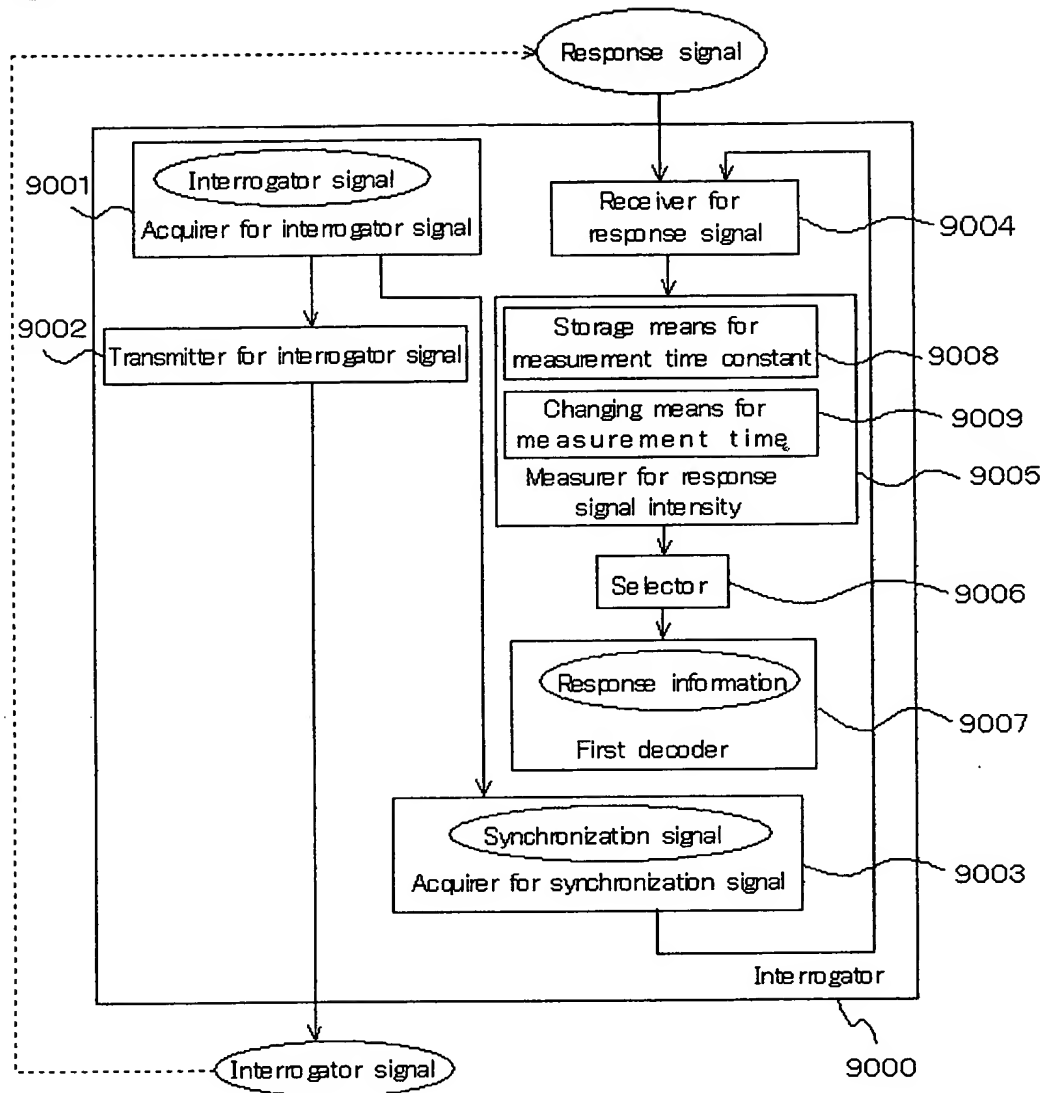 Response signal
Interrogator signal
Acquirer for interrogator signal
9001
Receiver for
response signal
9004
9002
Transmitter for interrogator signal
Storage means for
measurement time constant
9008
Changing means for
measurement time
9009
Measurer for response
signal intensity
9005
Selector
9006
Response information
First decoder
9007
Synchronization signal
Acquirer for synchronization signal
9003
Interrogator
9000
Interrogator signal